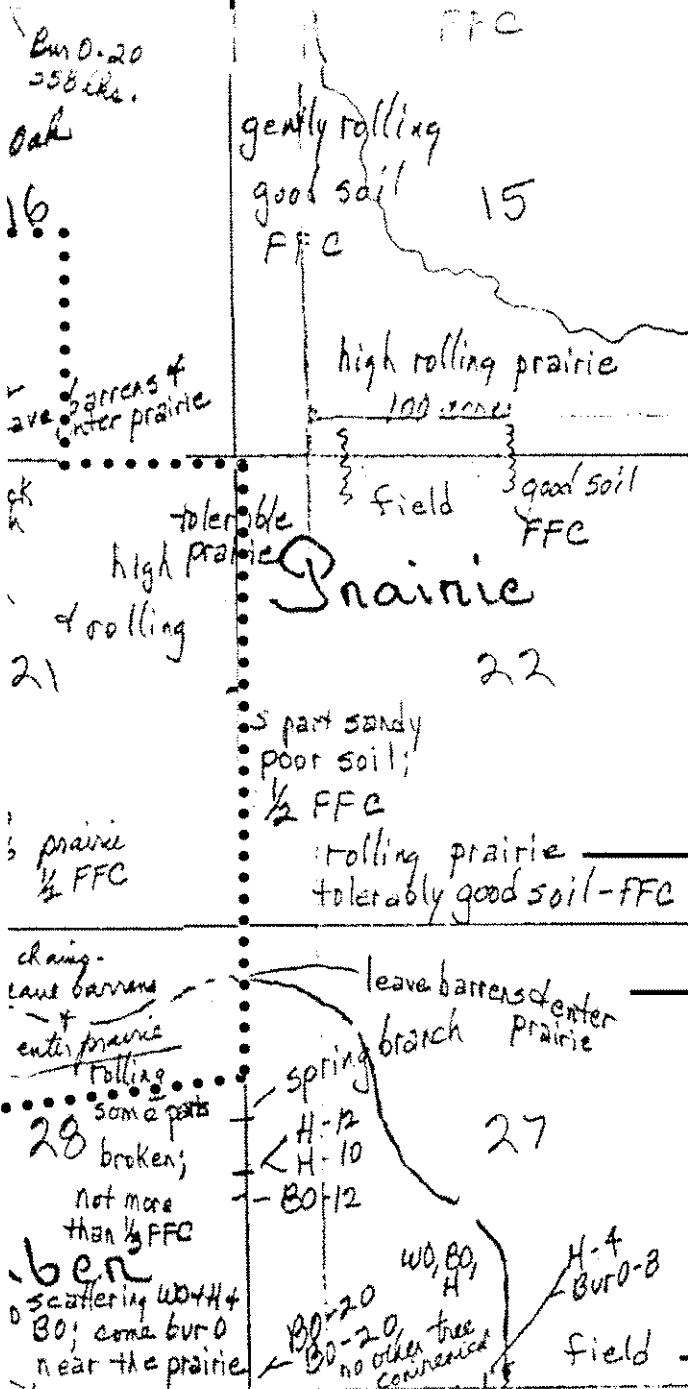 FFC
Bur O-20
358 lks.
Oak
gently rolling
good soil
FFC
16
15
high rolling prairie
barrens &
enter prairie
100
field
good soil
FFC
tolerable
prairie
high
& rolling
Prairie
21
22
s part sandy
poor soil;
1/2 FFC
prairie
1/2 FFC
rolling prairie
tolerably good soil - FFC
leave barrens
&
enter prairie
rolling
some parts
28
broken;
not more
than 1/3 FFC
leave barrens & enter
prairie
spring branch
H-12
H-10
BO-12
27
scattering WO & H &
BO; some bur O
near the prairie
WO, BO,
H
BO-20
BO-20
no other tree
convenient
H-4
Bur O-8
field